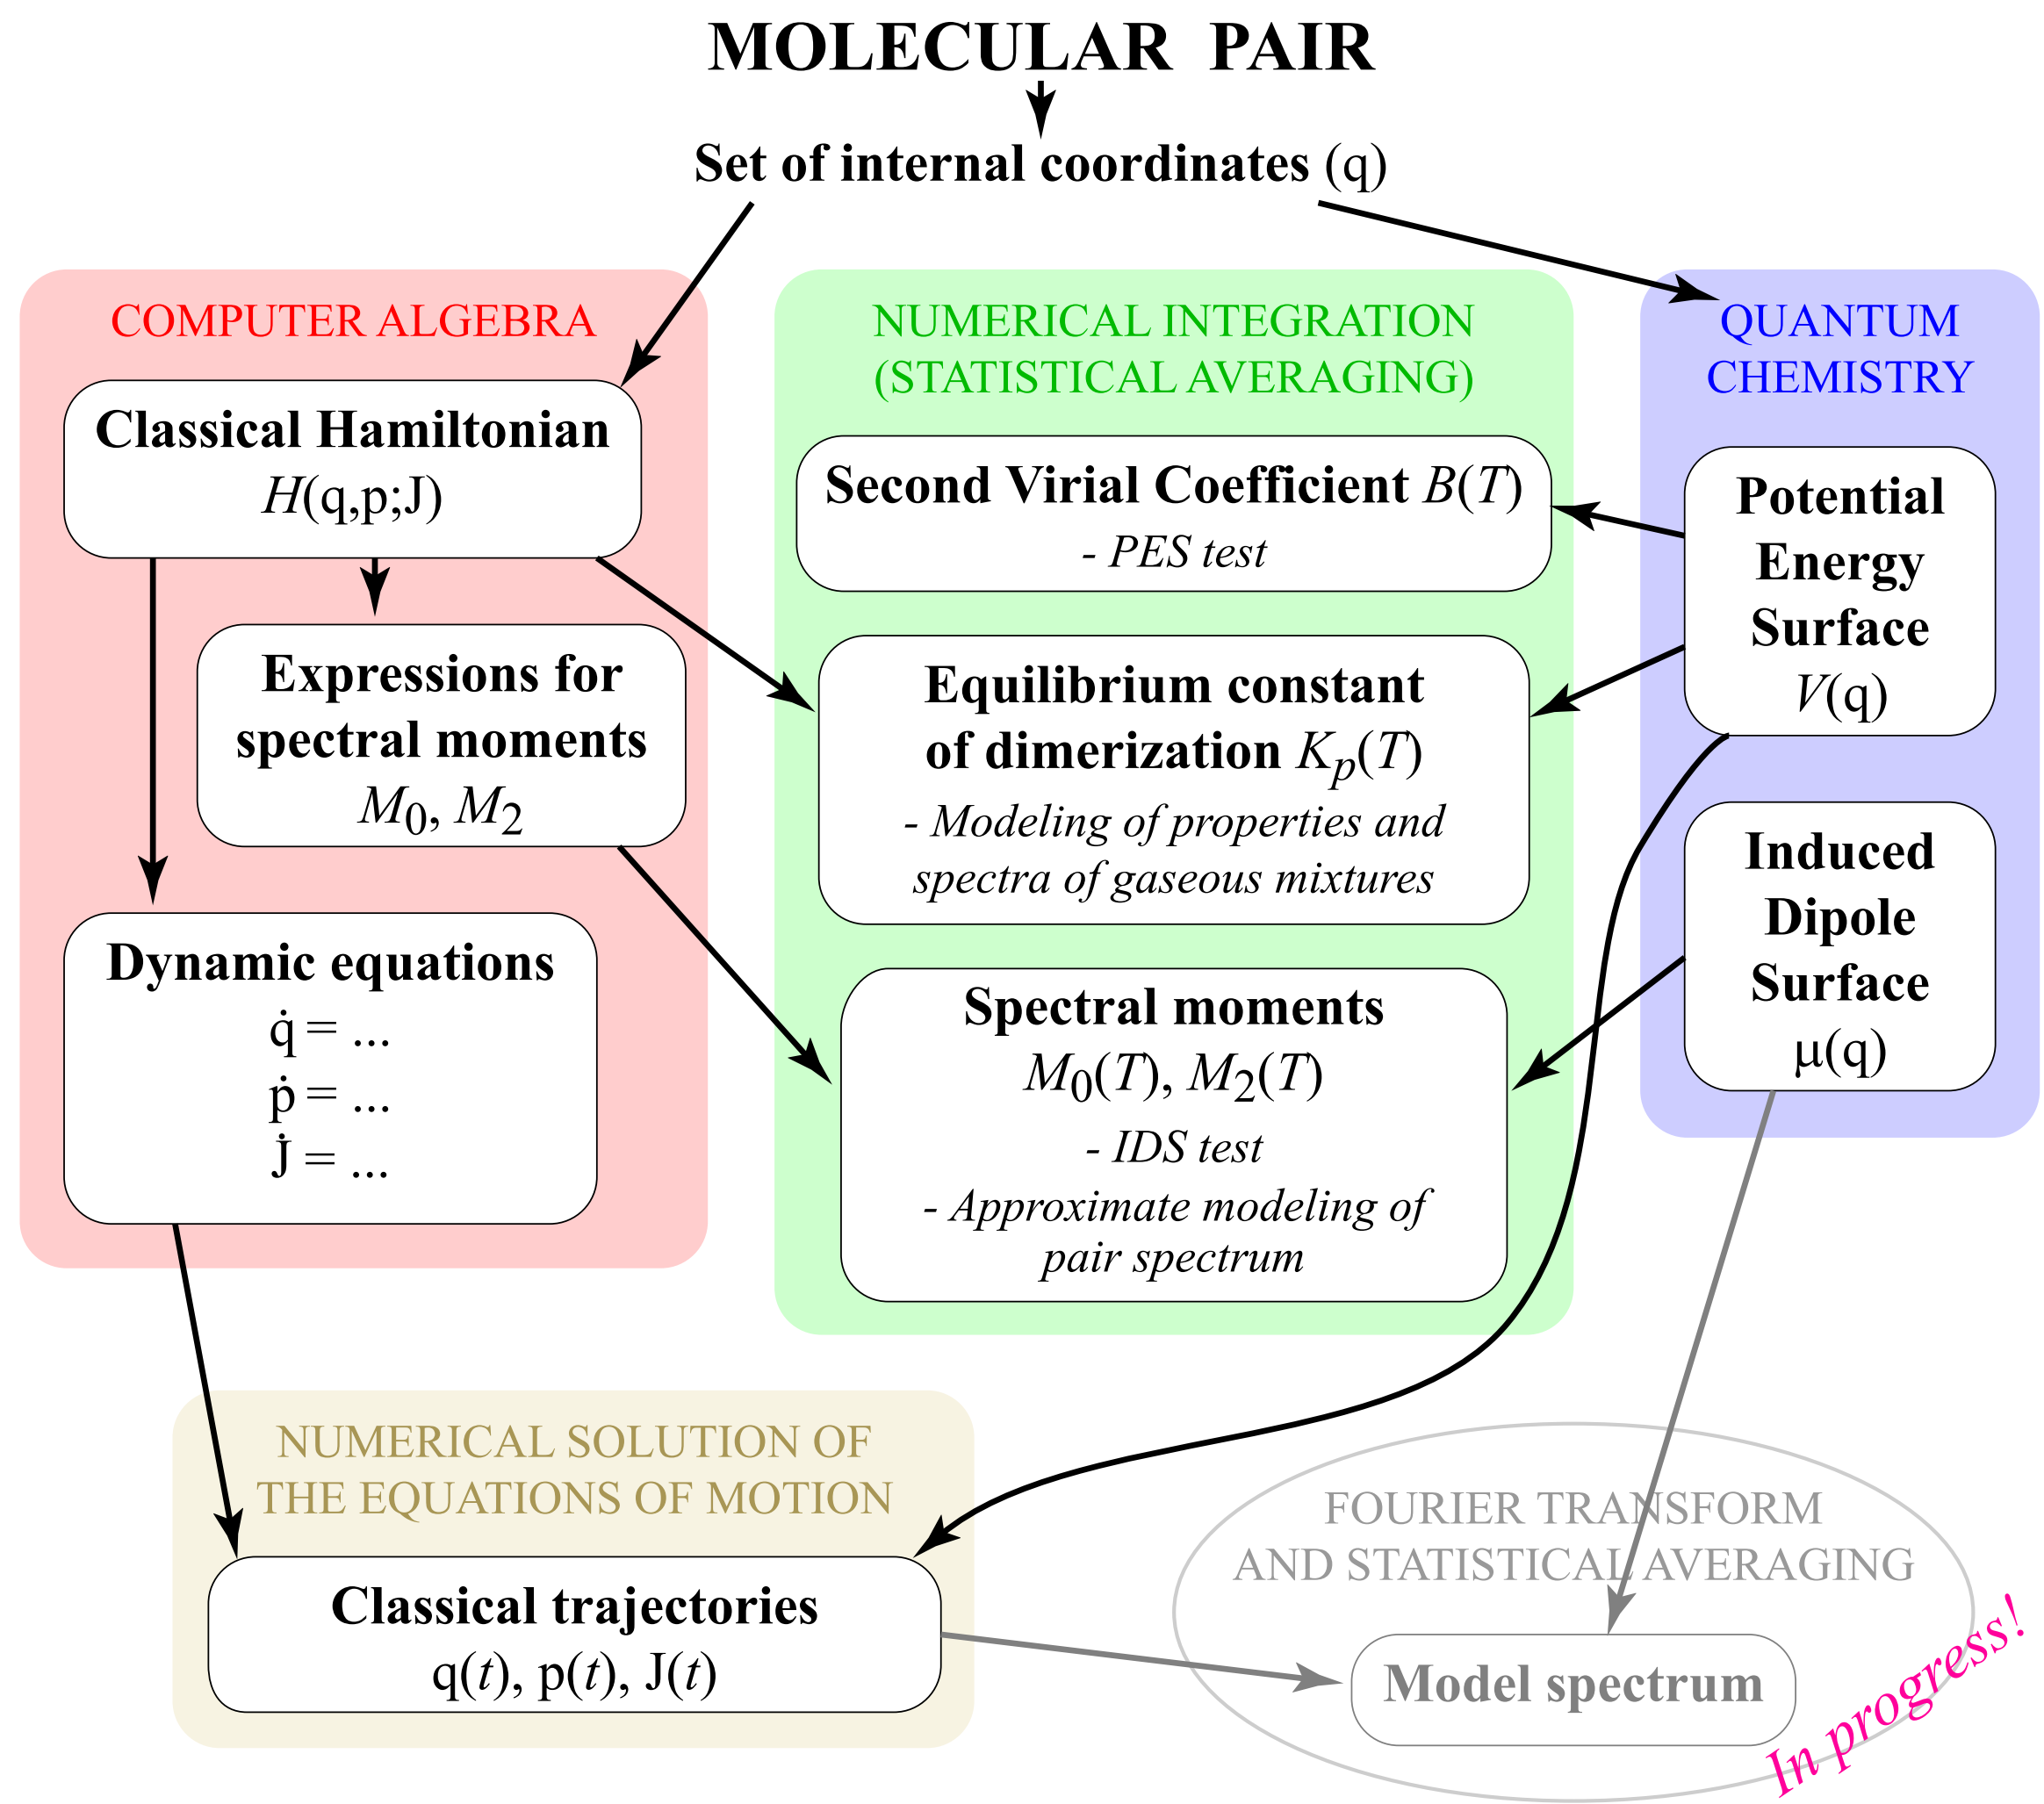 MOLECULAR PAIR
Set of internal coordinates (q)
COMPUTER ALGEBRA
Classical Hamiltonian
H(q,p;J)
Expressions for
spectral moments
M₀, M₂
Dynamic equations
q̇ = ...
ṗ = ...
J̇ = ...
NUMERICAL INTEGRATION
(STATISTICAL AVERAGING)
Second Virial Coefficient B(T)
- PES test
Equilibrium constant
of dimerization Kₚ(T)
- Modeling of properties and
spectra of gaseous mixtures
Spectral moments
M₀(T), M₂(T)
- IDS test
- Approximate modeling of
pair spectrum
QUANTUM
CHEMISTRY
Potential
Energy
Surface
V(q)
Induced
Dipole
Surface
μ(q)
NUMERICAL SOLUTION OF
THE EQUATIONS OF MOTION
Classical trajectories
q(t), p(t), J(t)
FOURIER TRANSFORM
AND STATISTICAL AVERAGING
Model spectrum
In progress!